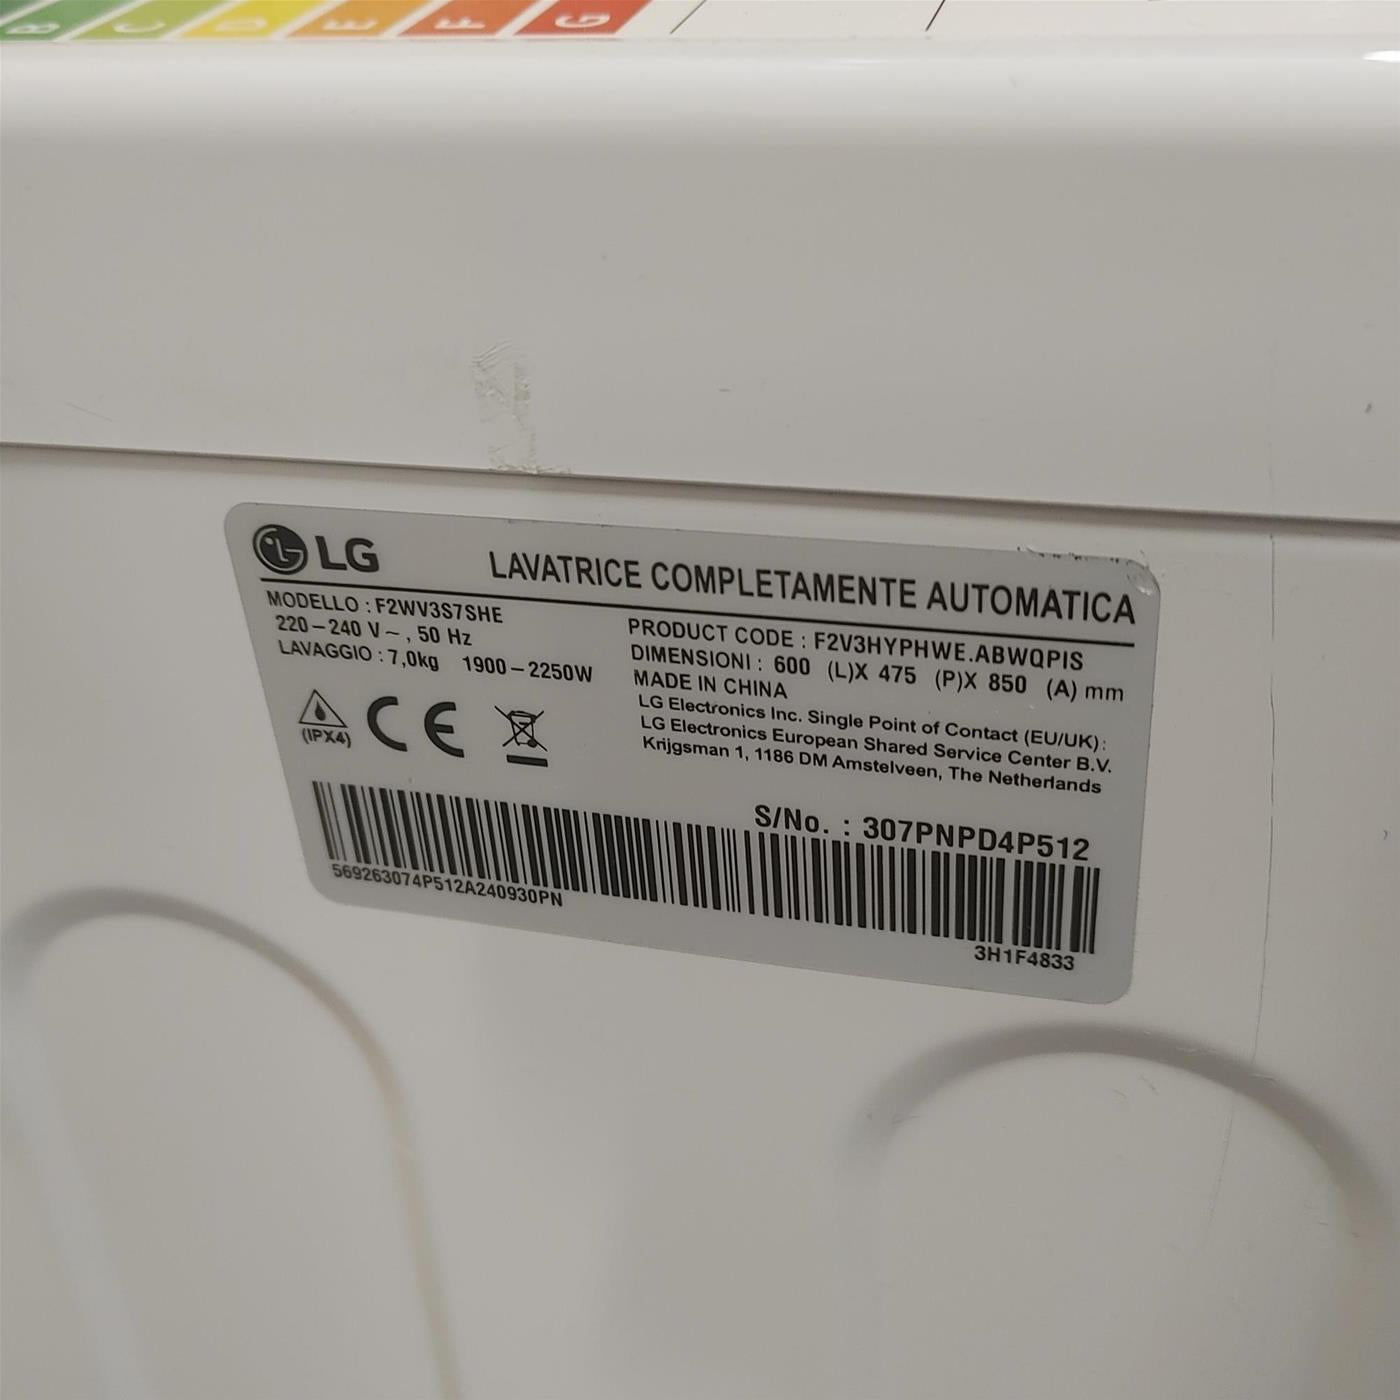 B C D E F G
LG
LAVATRICE COMPLETAMENTE AUTOMATICA
MODELLO : F2WV3S7SHE
220–240 V ~ , 50 Hz
LAVAGGIO : 7,0kg 1900–2250W
(IPX4)
CE
PRODUCT CODE : F2V3HYPHWE.ABWQPIS
DIMENSIONI : 600 (L)X 475 (P)X 850 (A) mm
MADE IN CHINA
LG Electronics Inc. Single Point of Contact (EU/UK) :
LG Electronics European Shared Service Center B.V.
Krijgsman 1, 1186 DM Amstelveen, The Netherlands
S/No. : 307PNPD4P512
569263074P512A240930PN
3H1F4833